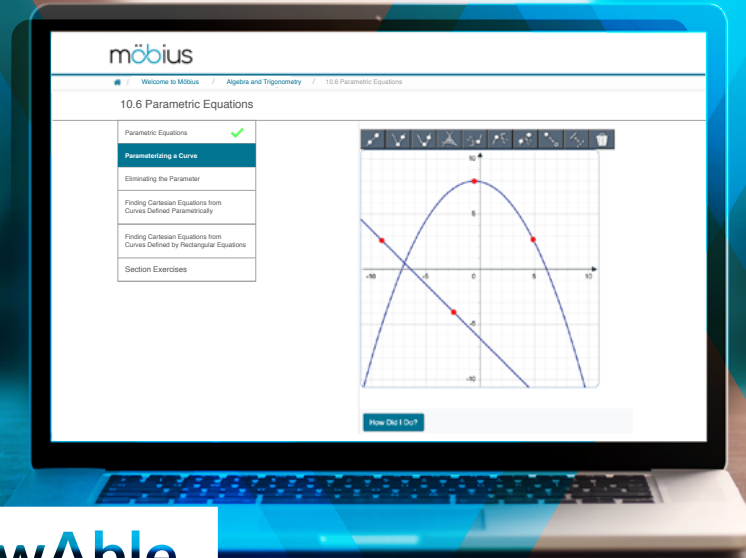 möbius
/ Welcome to Möbius / Algebra and Trigonometry / 10.6 Parametric Equations
10.6 Parametric Equations
Parametric Equations
Parameterizing a Curve
Eliminating the Parameter
Finding Cartesian Equations from
Curves Defined Parametrically
Finding Cartesian Equations from
Curves Defined by Rectangular Equations
Section Exercises
10
5
-10 -5 0 5 10
-5
-10
How Did I Do?
wAble